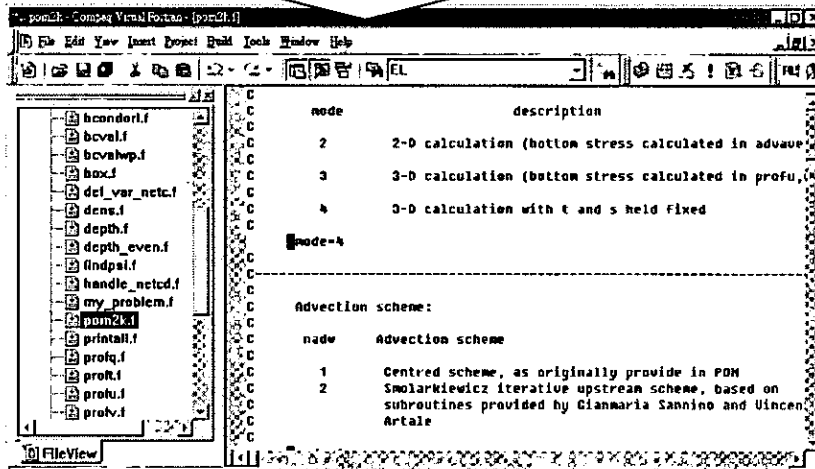 pom2k - Compaq Visual Fortran - [pom2k.f]
File Edit View Insert Project Build Tools Window Help
EL
bcondorl.f
bcval.f
bcvalwp.f
box.f
def_var_netc.f
dens.f
depth.f
depth_even.f
findpsi.f
handle_netcd.f
my_problem.f
pom2k.f
printall.f
profq.f
proft.f
profu.f
profv.f
FileView
C
C mode description
C
C 2 2-D calculation (bottom stress calculated in advave
C
C 3 3-D calculation (bottom stress calculated in profu,
C
C 4 3-D calculation with t and s held fixed
C
mode=4
C
C-----------------------------------------------------------------------
C
C Advection scheme:
C
C nadv Advection scheme
C
C 1 Centred scheme, as originally provide in POM
C 2 Smolarkiewicz iterative upstream scheme, based on
C subroutines provided by Gianmaria Sannino and Vincen
C Artale
C